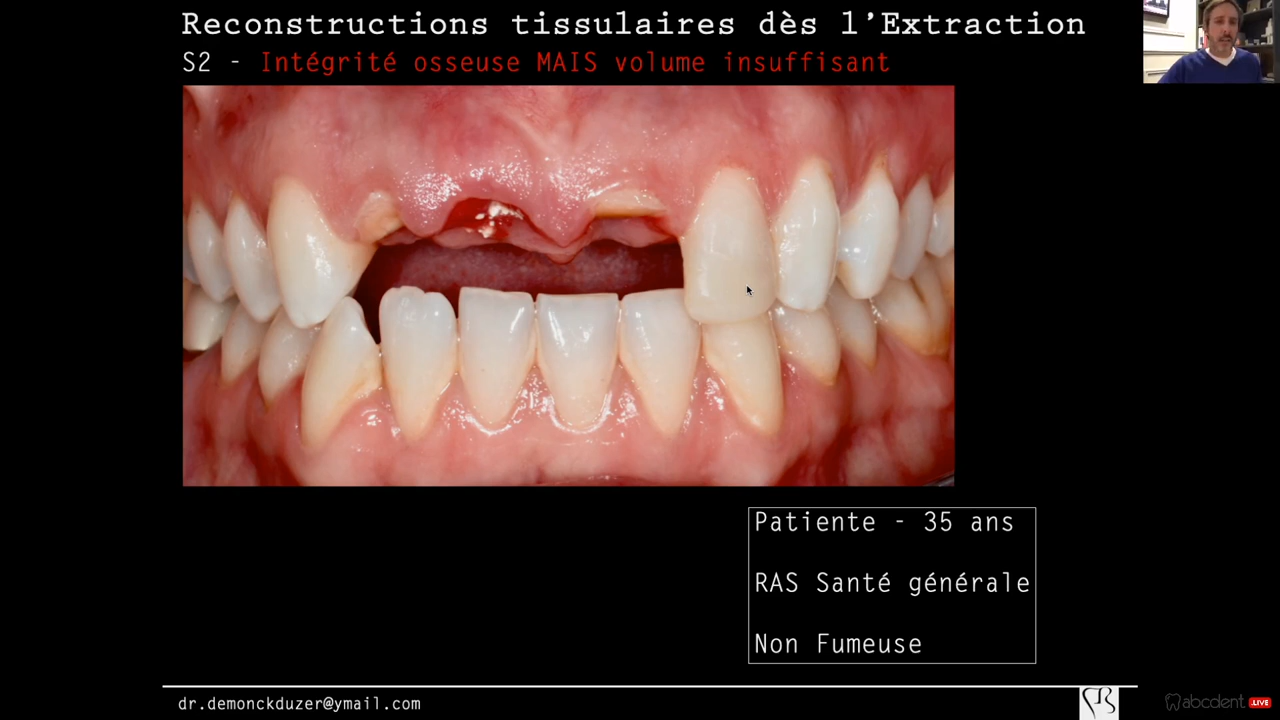 Reconstructions tissulaires dès l'Extraction
S2 - Intégrité osseuse MAIS volume insuffisant
Patiente - 35 ans
RAS Santé générale
Non Fumeuse
dr.demonckduzer@ymail.com
abcdent LIVE